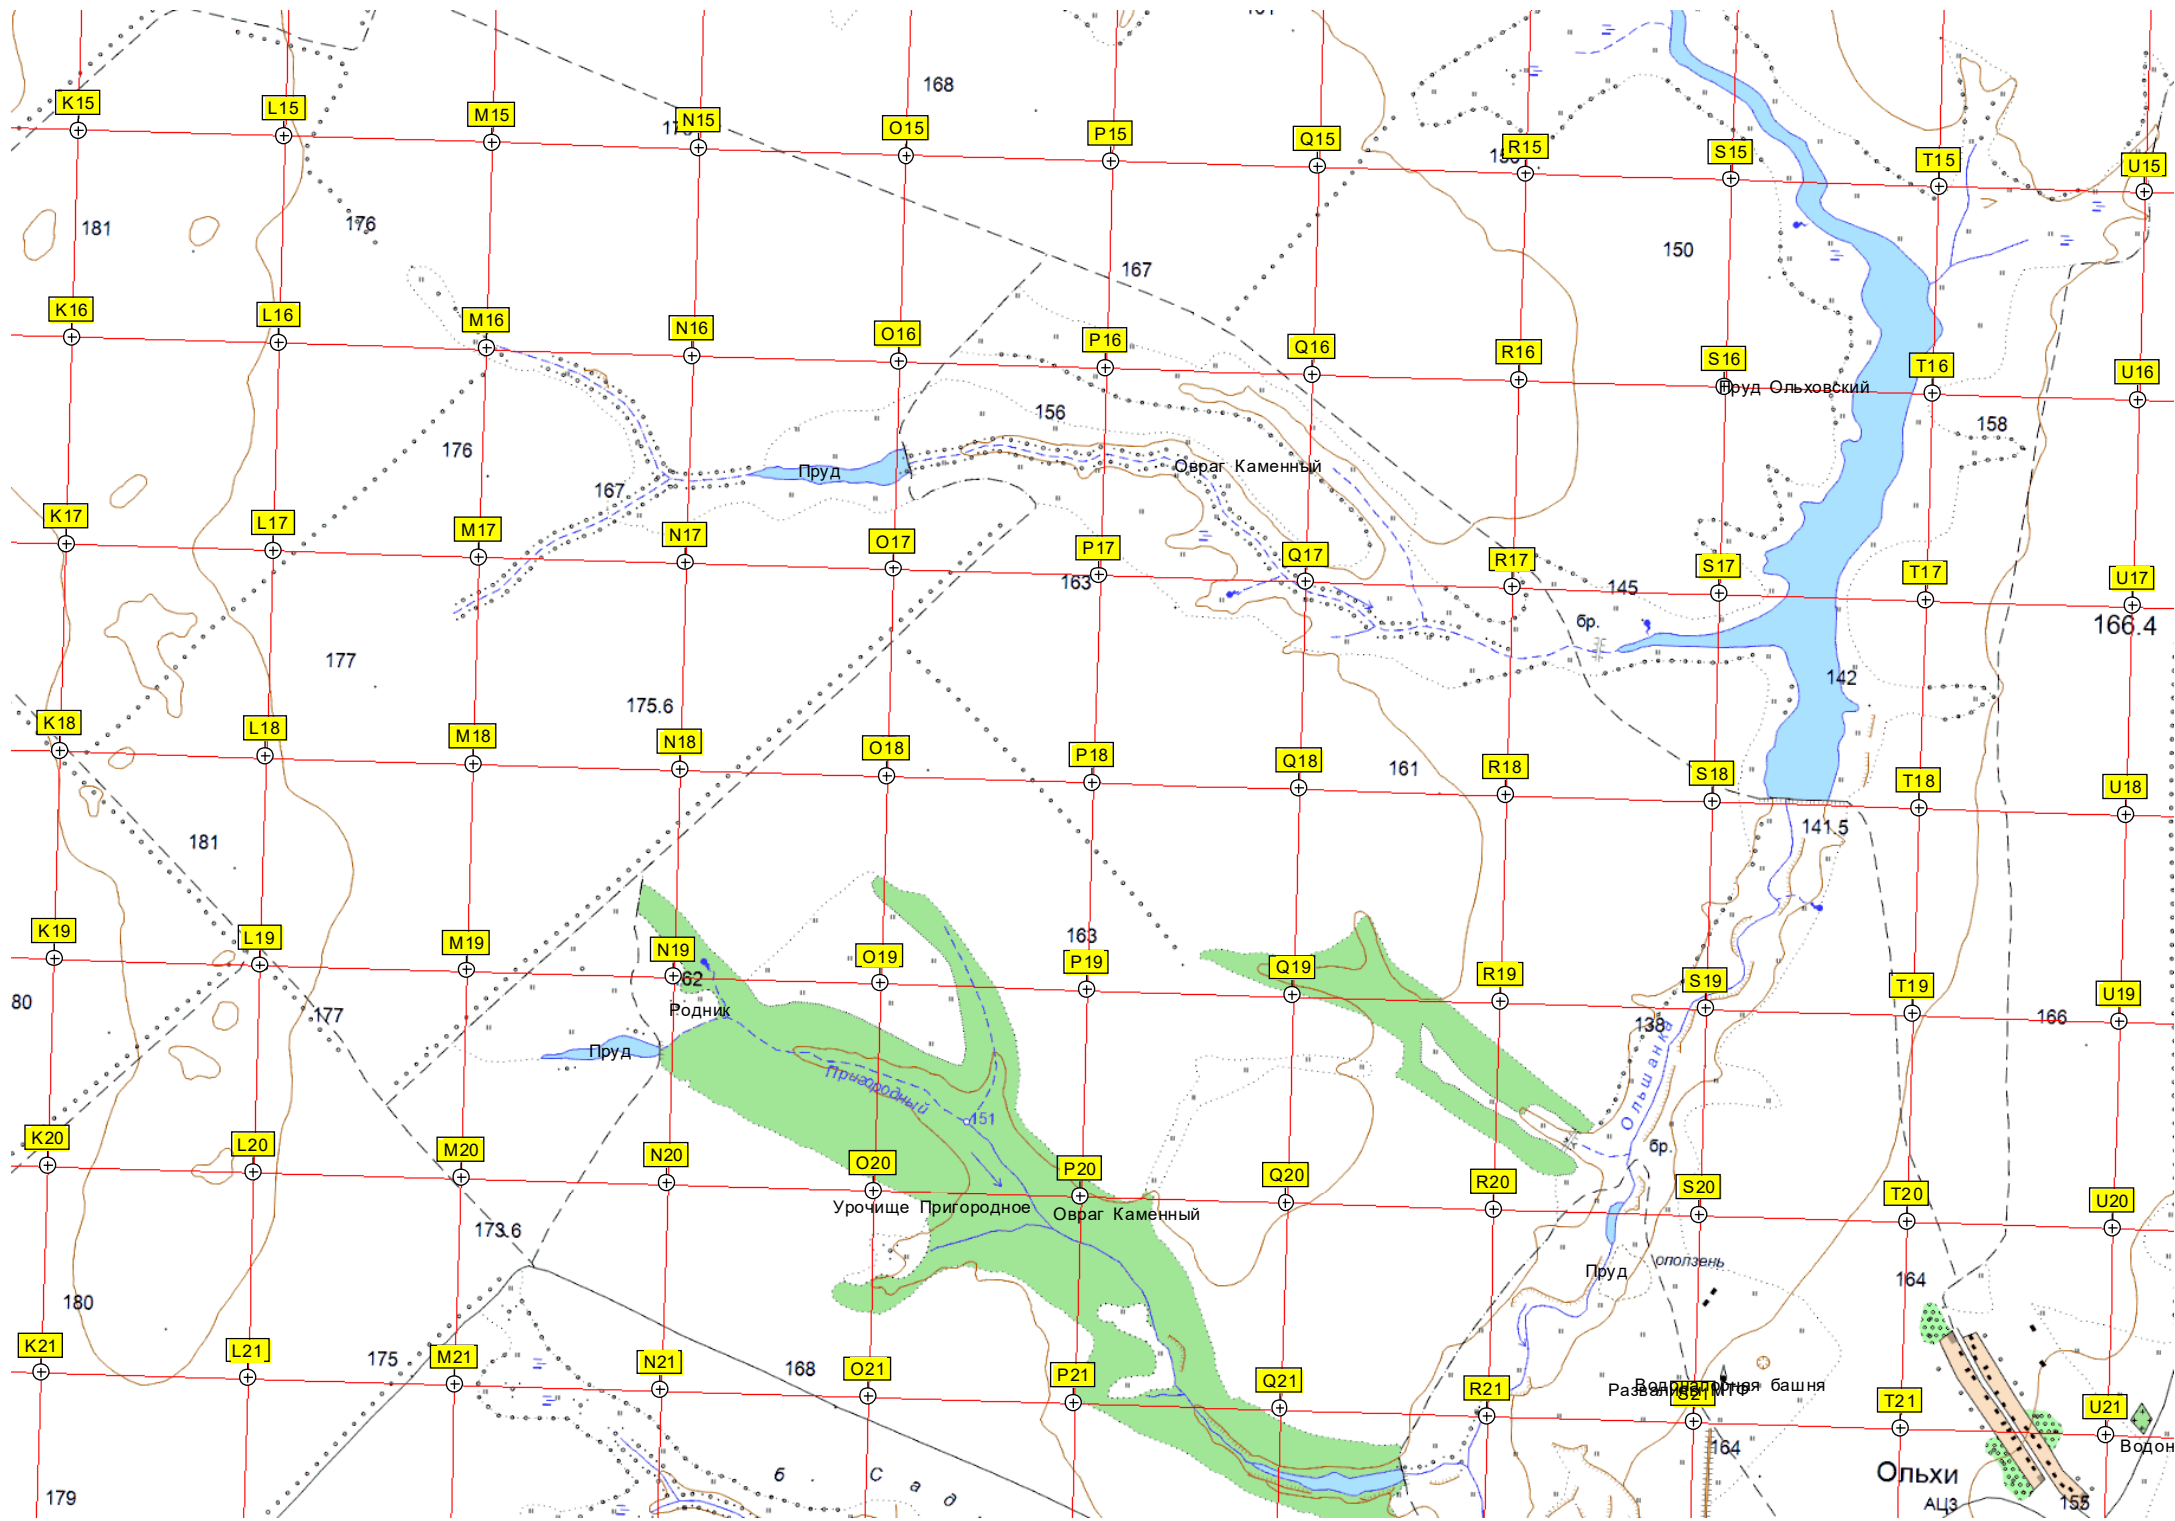 168
K15
L15
M15
N15
O15
P15
Q15
R15
S15
T15
U15
181
176
167
150
K16
L16
M16
N16
O16
P16
Q16
R16
S16
T16
U16
Пруд Ольховский
156
158
176
Пруд
Овраг Каменный
167
K17
L17
M17
N17
O17
P17
Q17
R17
S17
T17
U17
163
145
бр.
166.4
177
142
175.6
K18
L18
M18
N18
O18
P18
Q18
R18
S18
T18
U18
161
181
141.5
163
K19
L19
M19
N19
O19
P19
Q19
R19
S19
T19
U19
62
80
Родник
177
138
166
Пруд
Пригородный
Ольшанка
151
K20
L20
M20
N20
O20
P20
Q20
R20
S20
T20
U20
бр.
Урочище Пригородное
Овраг Каменный
173.6
оползень
Пруд
164
180
K21
L21
M21
N21
O21
P21
Q21
R21
S21
T21
U21
175
168
Водонапорная башня
Развалины МТФ
164
Водон
б. Сад
Ольхи
179
АЦЗ
155